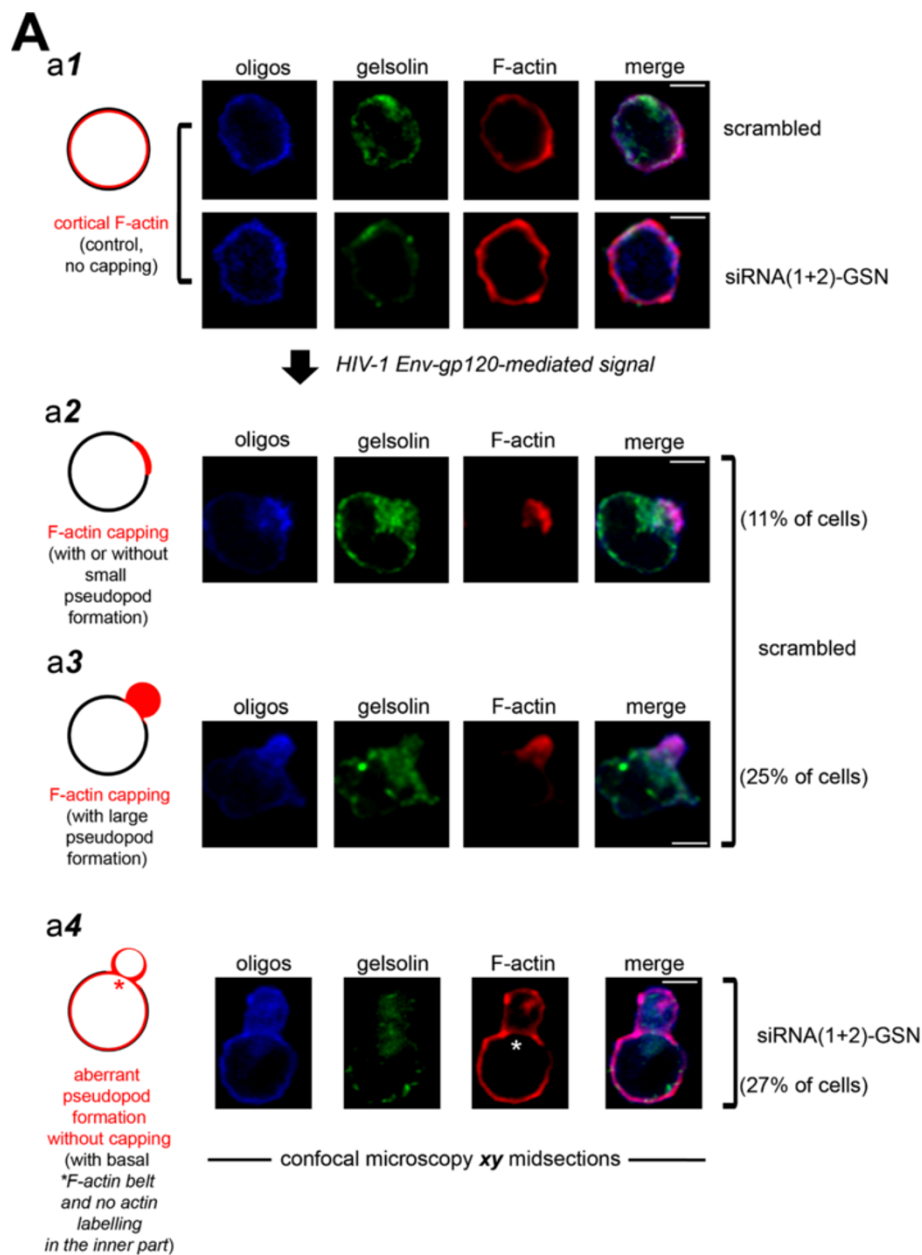 A
a1
oligos gelsolin F-actin merge
scrambled
cortical F-actin
(control,
no capping)
siRNA(1+2)-GSN
HIV-1 Env-gp120-mediated signal
a2
oligos gelsolin F-actin merge
F-actin capping
(with or without
small
pseudopod
formation)
(11% of cells)
scrambled
a3
oligos gelsolin F-actin merge
F-actin capping
(with large
pseudopod
formation)
(25% of cells)
a4
oligos gelsolin F-actin merge
*
*
aberrant
pseudopod
formation
without capping
(with basal
*F-actin belt
and no actin
labelling
in the inner part)
siRNA(1+2)-GSN
(27% of cells)
confocal microscopy xy midsections